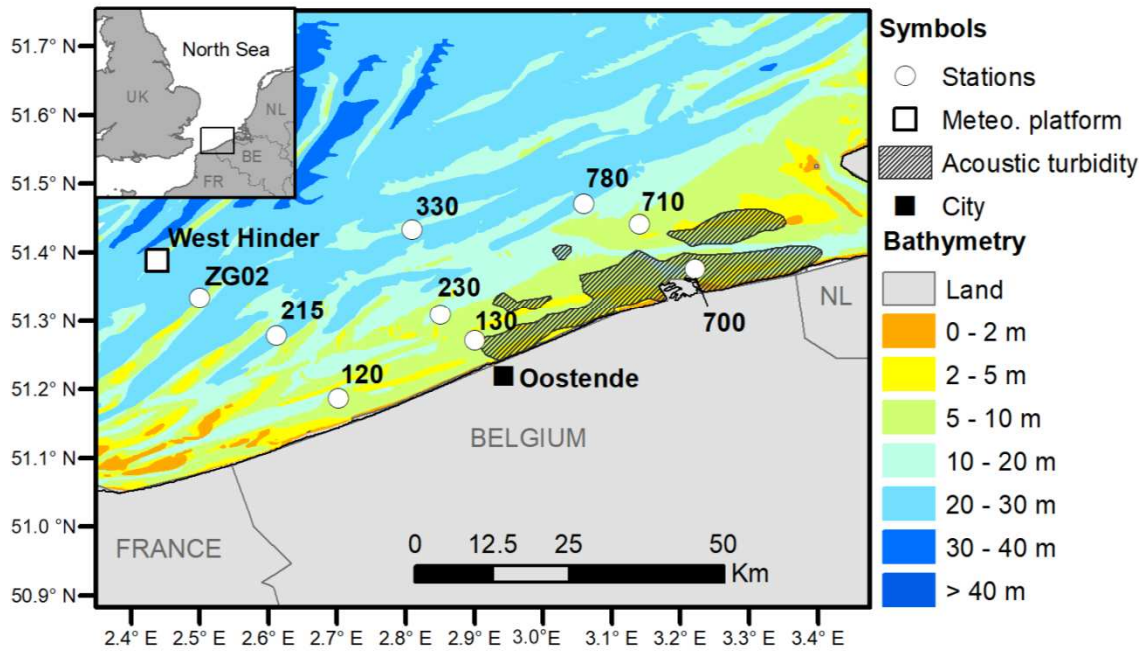 51.7° N
51.6° N
51.5° N
51.4° N
51.3° N
51.2° N
51.1° N
51.0 °N
50.9° N
North Sea
UK
NL
BE
FR
780
710
330
West Hinder
ZG02
230
215
130
700
NL
120
Oostende
BELGIUM
FRANCE
0 12.5 25 50
Km
2.4° E 2.5° E 2.6° E 2.7° E 2.8° E 2.9° E 3.0° E 3.1° E 3.2° E 3.3° E 3.4° E
Symbols
Stations
Meteo. platform
Acoustic turbidity
City
Bathymetry
Land
0 - 2 m
2 - 5 m
5 - 10 m
10 - 20 m
20 - 30 m
30 - 40 m
> 40 m